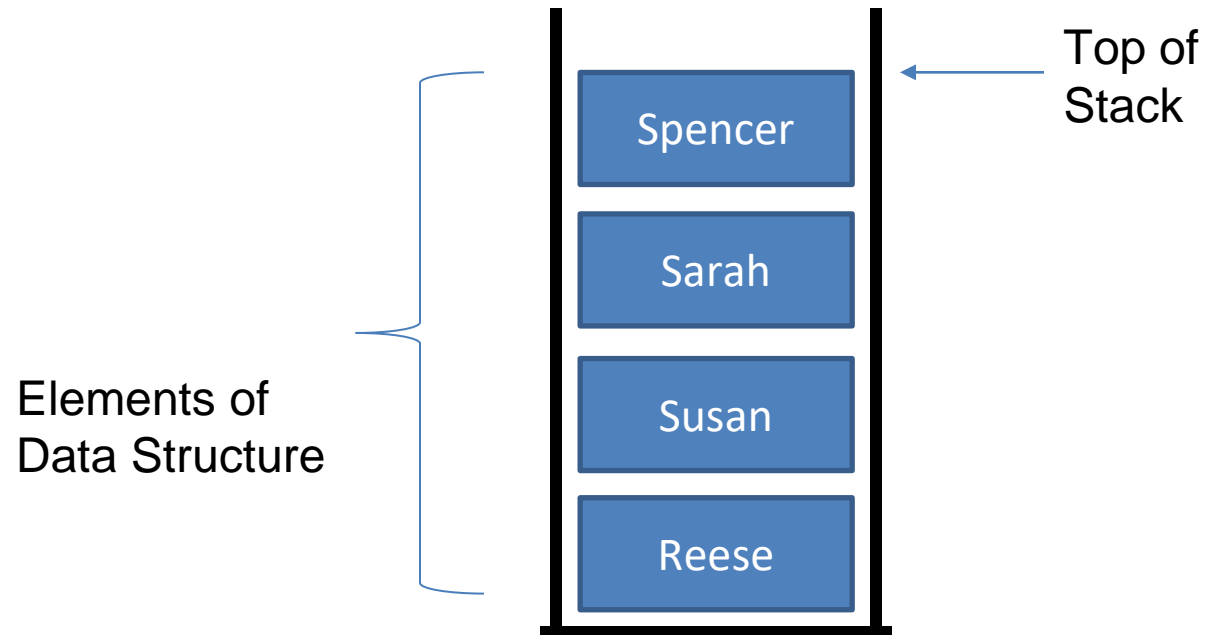 Top of
Stack
Spencer
Sarah
Susan
Reese
Elements of
Data Structure